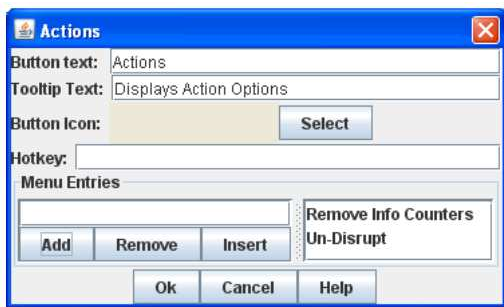 Actions
Button text: Actions
Tooltip Text: Displays Action Options
Button Icon: Select
Hotkey:
Menu Entries
Remove Info Counters
Un-Disrupt
Add Remove Insert
Ok Cancel Help